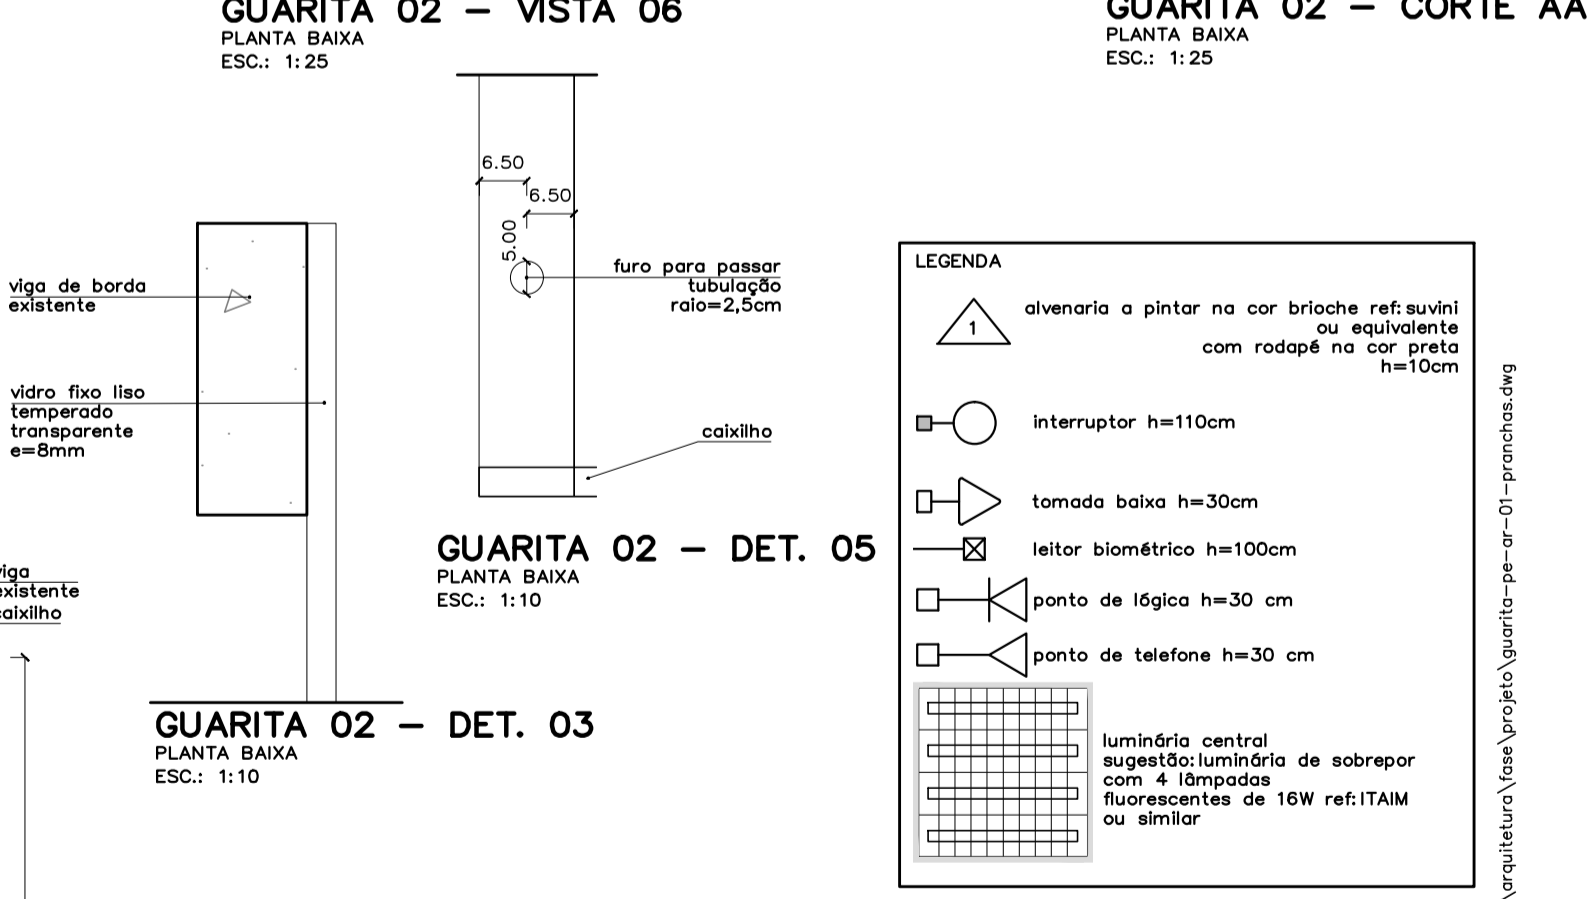 GUARITA 02 - VISTA 06
PLANTA BAIXA
ESC.: 1:25
GUARITA 02 - CORTE AA
PLANTA BAIXA
ESC.: 1:25
6.50
6.50
5.00
furo para passar
tubulação
raio=2,5cm
caixilho
GUARITA 02 - DET. 05
PLANTA BAIXA
ESC.: 1:10
viga de borda
existente
vidro fixo liso
temperado
transparente
e=8mm
viga
existente
caixilho
GUARITA 02 - DET. 03
PLANTA BAIXA
ESC.: 1:10
LEGENDA
1
alvenaria a pintar na cor brioche ref:suvini
ou equivalente
com rodapé na cor preta
h=10cm
interruptor h=110cm
tomada baixa h=30cm
leitor biométrico h=100cm
ponto de lógica h=30 cm
ponto de telefone h=30 cm
luminária central
sugestão:luminária de sobrepor
com 4 lâmpadas
fluorescentes de 16W ref:ITAIM
ou similar
\arquitetura\fase\projeto\guarita-pe-ar-01-pranchas.dwg